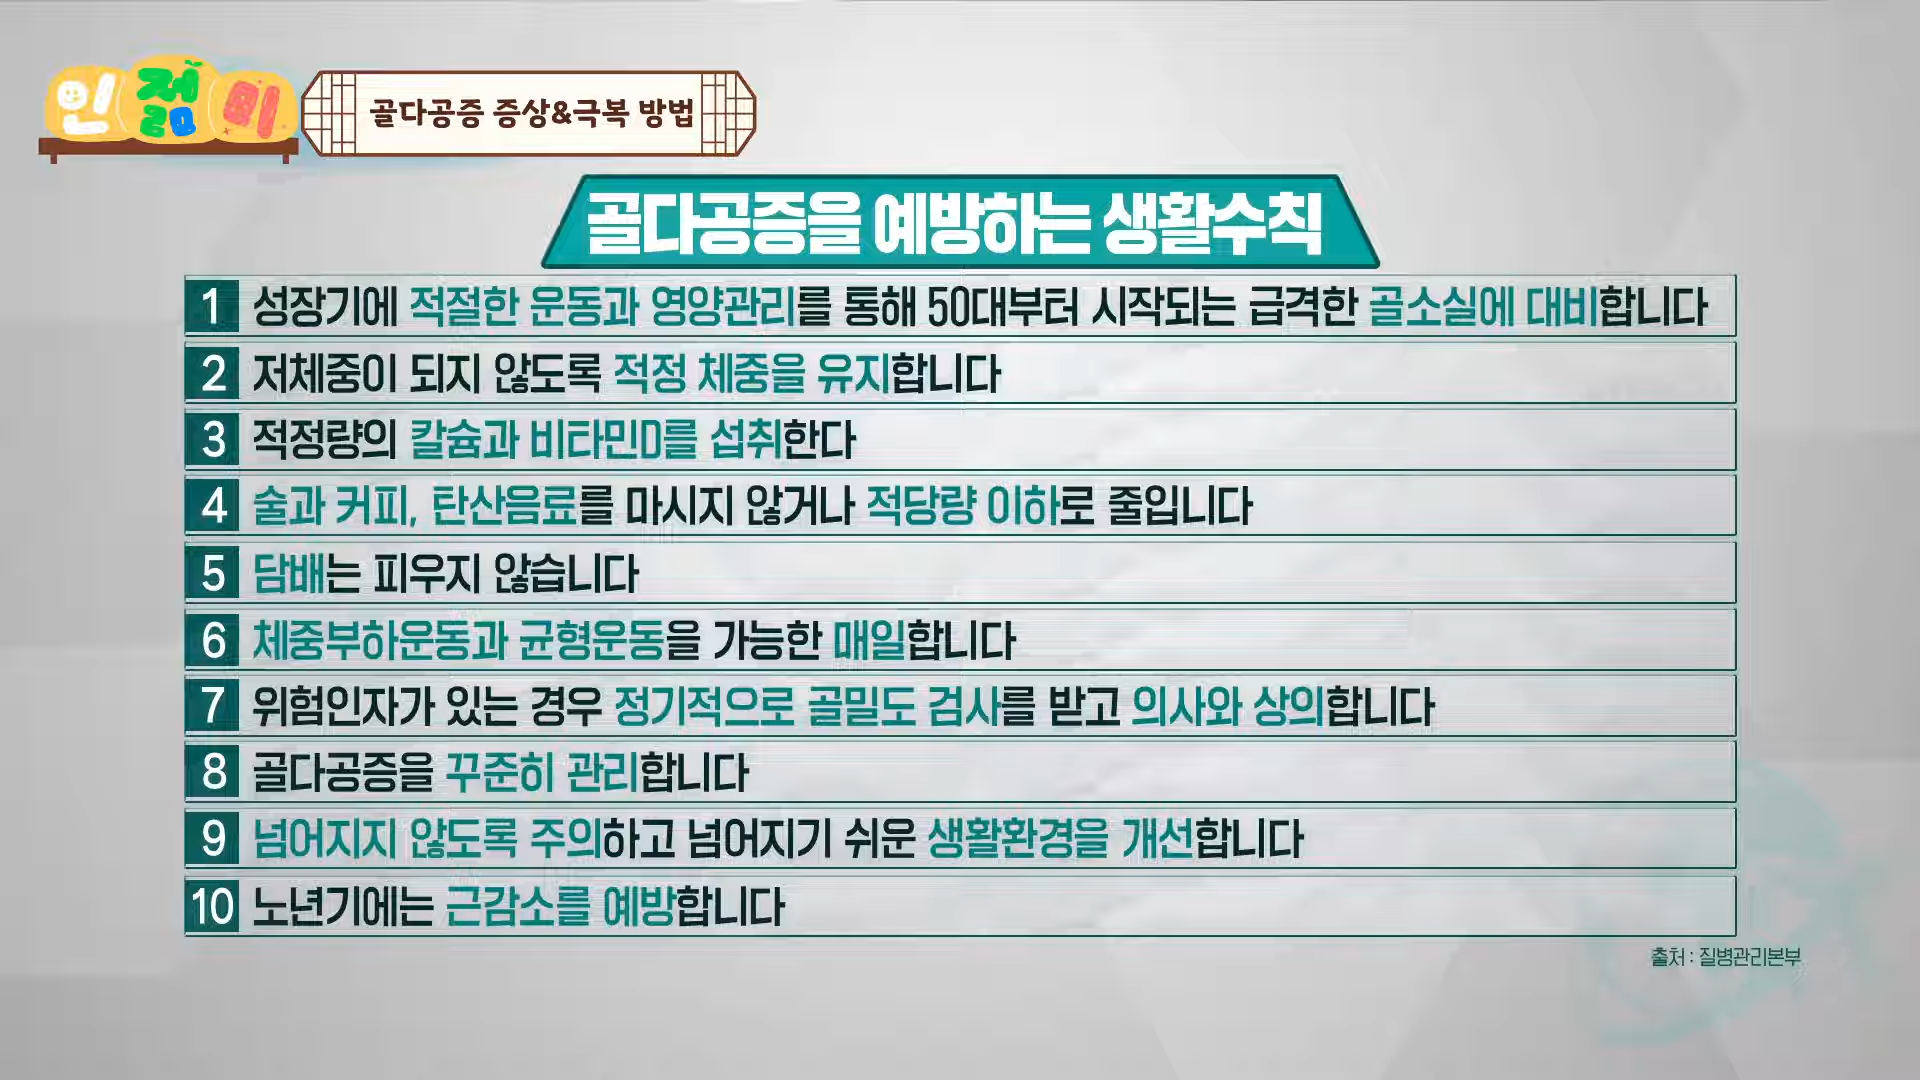 인절미
골다공증 증상&극복 방법
골다공증을 예방하는 생활수칙
1 성장기에 적절한 운동과 영양관리를 통해 50대부터 시작되는 급격한 골소실에 대비합니다
2 저체중이 되지 않도록 적정 체중을 유지합니다
3 적정량의 칼슘과 비타민D를 섭취한다
4 술과 커피, 탄산음료를 마시지 않거나 적당량 이하로 줄입니다
5 담배는 피우지 않습니다
6 체중부하운동과 균형운동을 가능한 매일합니다
7 위험인자가 있는 경우 정기적으로 골밀도 검사를 받고 의사와 상의합니다
8 골다공증을 꾸준히 관리합니다
9 넘어지지 않도록 주의하고 넘어지기 쉬운 생활환경을 개선합니다
10 노년기에는 근감소를 예방합니다
출처 : 질병관리본부